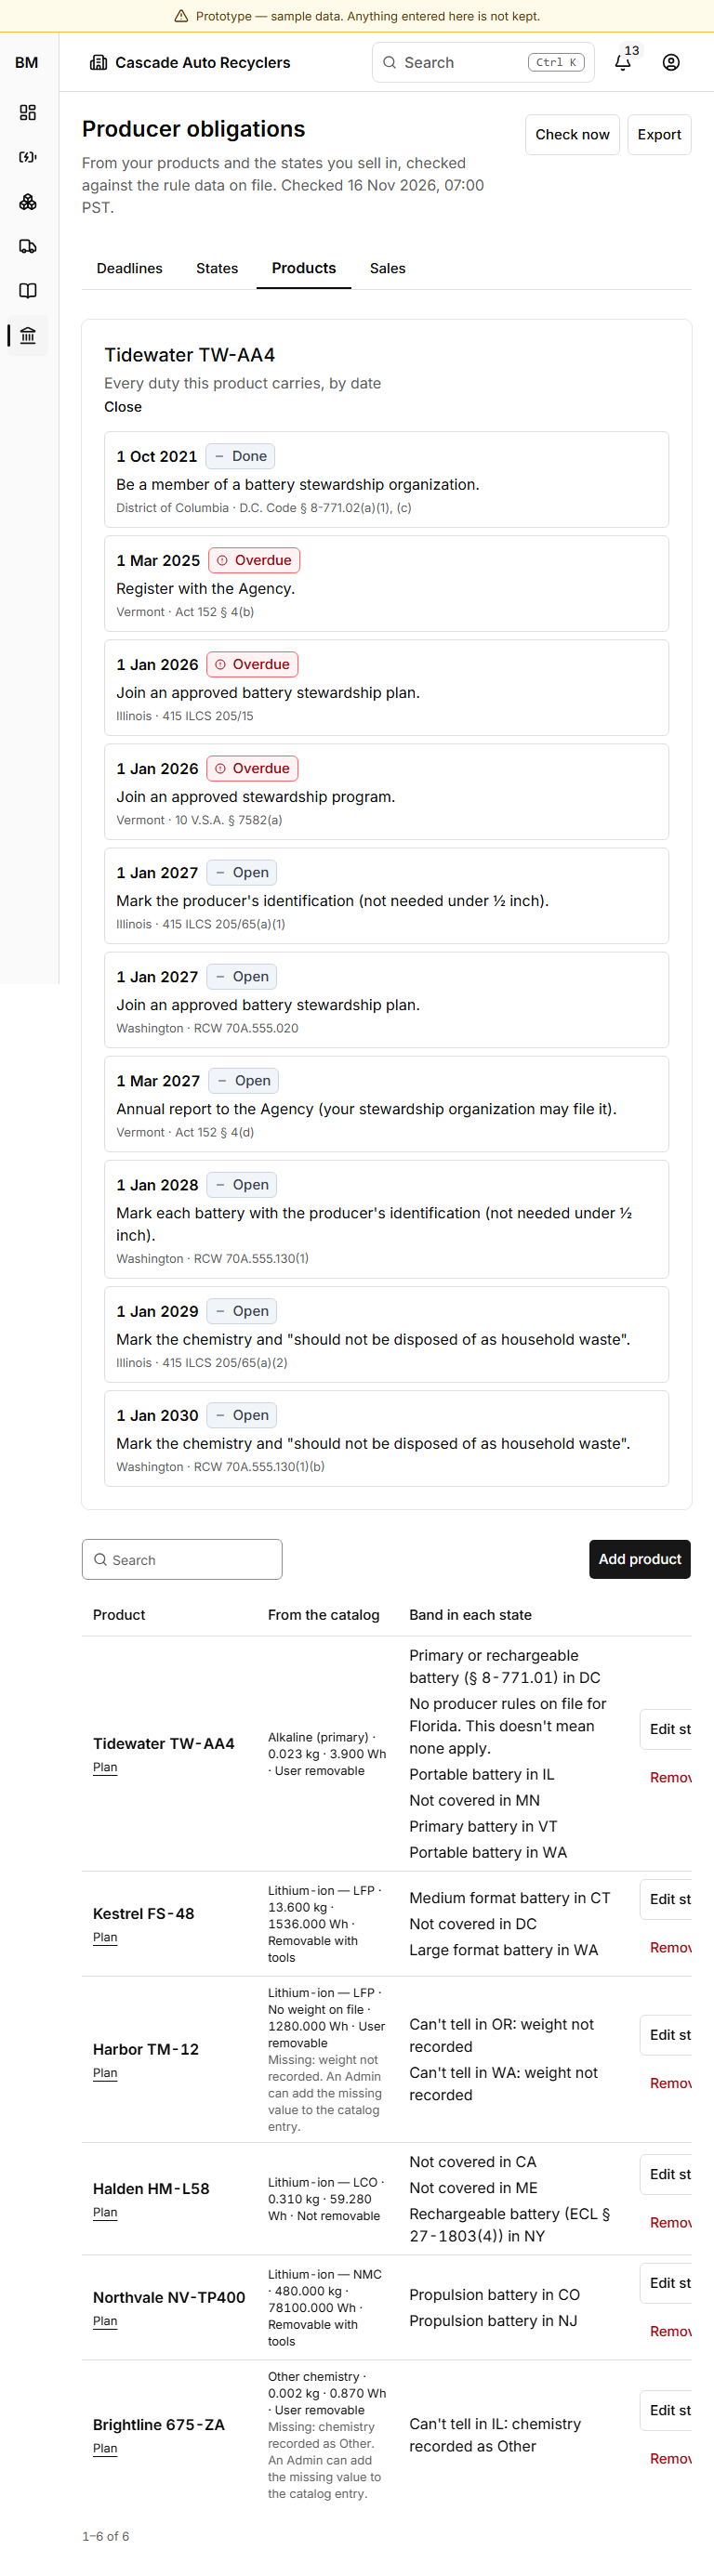 Prototype — sample data. Anything entered here is not kept.
BM
Cascade Auto Recyclers
Search
Ctrl K
13
Producer obligations
Check now
Export
From your products and the states you sell in, checked
against the rule data on file. Checked 16 Nov 2026, 07:00
PST.
Deadlines
States
Products
Sales
Tidewater TW-AA4
Every duty this product carries, by date
Close
1 Oct 2021 – Done
Be a member of a battery stewardship organization.
District of Columbia · D.C. Code § 8-771.02(a)(1), (c)
1 Mar 2025 Overdue
Register with the Agency.
Vermont · Act 152 § 4(b)
1 Jan 2026 Overdue
Join an approved battery stewardship plan.
Illinois · 415 ILCS 205/15
1 Jan 2026 Overdue
Join an approved stewardship program.
Vermont · 10 V.S.A. § 7582(a)
1 Jan 2027 – Open
Mark the producer's identification (not needed under ½ inch).
Illinois · 415 ILCS 205/65(a)(1)
1 Jan 2027 – Open
Join an approved battery stewardship plan.
Washington · RCW 70A.555.020
1 Mar 2027 – Open
Annual report to the Agency (your stewardship organization may file it).
Vermont · Act 152 § 4(d)
1 Jan 2028 – Open
Mark each battery with the producer's identification (not needed under ½
inch).
Washington · RCW 70A.555.130(1)
1 Jan 2029 – Open
Mark the chemistry and "should not be disposed of as household waste".
Illinois · 415 ILCS 205/65(a)(2)
1 Jan 2030 – Open
Mark the chemistry and "should not be disposed of as household waste".
Washington · RCW 70A.555.130(1)(b)
Search
Add product
Product
From the catalog
Band in each state
Tidewater TW-AA4
Plan
Alkaline (primary) ·
0.023 kg · 3.900 Wh
· User removable
Primary or rechargeable
battery (§ 8-771.01) in DC
No producer rules on file for
Florida. This doesn't mean
none apply.
Portable battery in IL
Not covered in MN
Primary battery in VT
Portable battery in WA
Edit st
Remov
Kestrel FS-48
Plan
Lithium-ion — LFP ·
13.600 kg ·
1536.000 Wh ·
Removable with
tools
Medium format battery in CT
Not covered in DC
Large format battery in WA
Edit st
Remov
Harbor TM-12
Plan
Lithium-ion — LFP ·
No weight on file ·
1280.000 Wh · User
removable
Missing: weight not
recorded. An Admin
can add the missing
value to the catalog
entry.
Can't tell in OR: weight not
recorded
Can't tell in WA: weight not
recorded
Edit st
Remov
Halden HM-L58
Plan
Lithium-ion — LCO ·
0.310 kg · 59.280
Wh · Not removable
Not covered in CA
Not covered in ME
Rechargeable battery (ECL §
27-1803(4)) in NY
Edit st
Remov
Northvale NV-TP400
Plan
Lithium-ion — NMC
· 480.000 kg ·
78100.000 Wh ·
Removable with
tools
Propulsion battery in CO
Propulsion battery in NJ
Edit st
Remov
Brightline 675-ZA
Plan
Other chemistry ·
0.002 kg · 0.870 Wh
· User removable
Missing: chemistry
recorded as Other.
An Admin can add
the missing value to
the catalog entry.
Can't tell in IL: chemistry
recorded as Other
Edit st
Remov
1–6 of 6